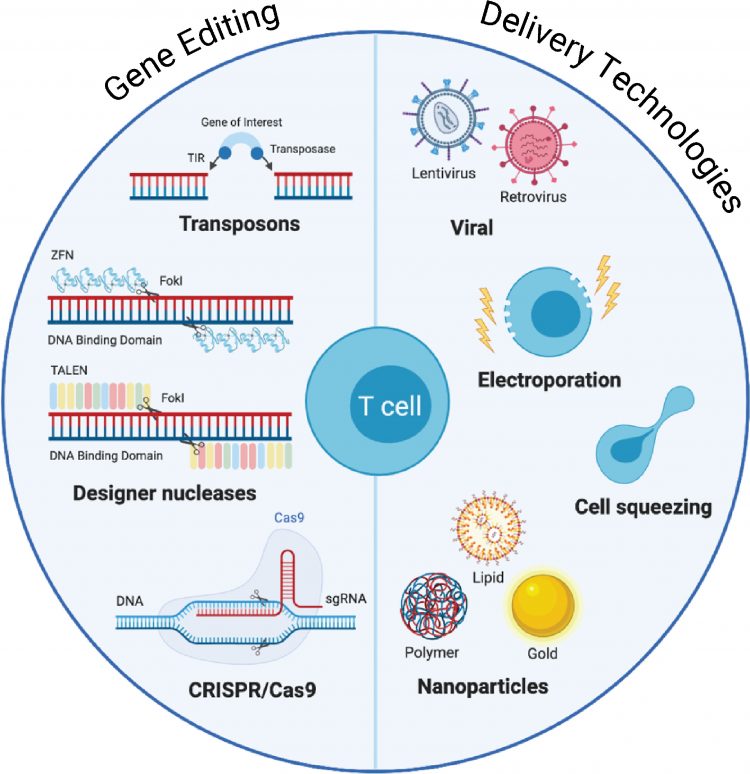 Gene Editing
Delivery Technologies
Gene of Interest
TIR
Transposase
Transposons
ZFN
FokI
DNA Binding Domain
TALEN
FokI
DNA Binding Domain
Designer nucleases
Cas9
DNA
sgRNA
CRISPR/Cas9
T cell
Lentivirus
Retrovirus
Viral
Electroporation
Cell squeezing
Lipid
Polymer
Gold
Nanoparticles